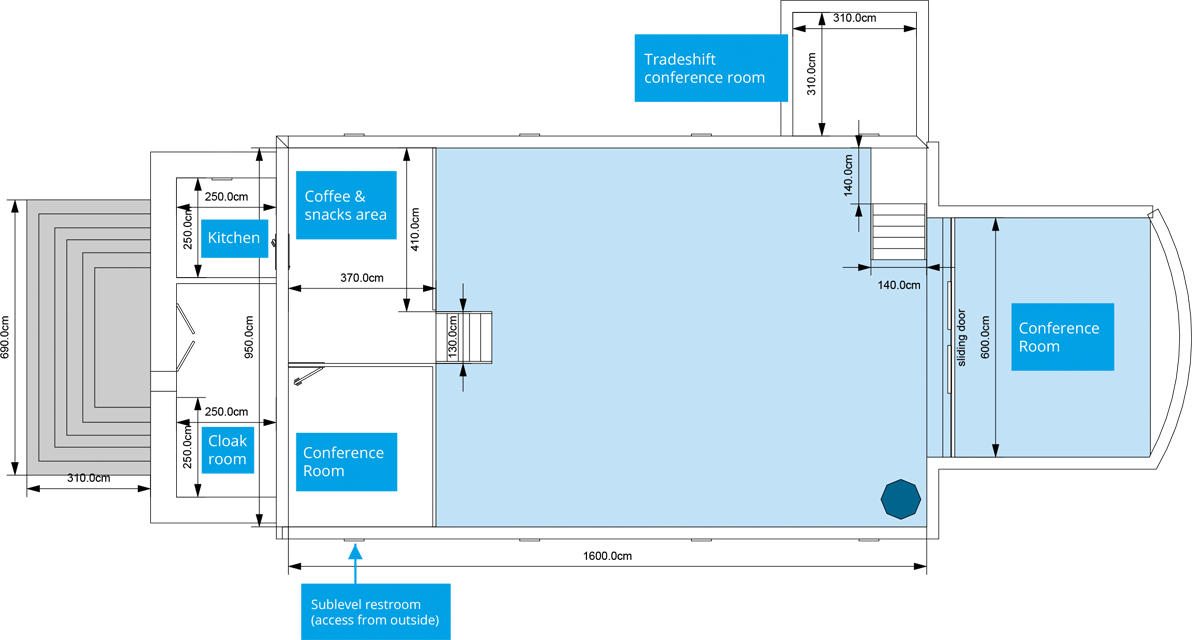 310.0cm
310.0cm
Tradeshift
conference room
250.0cm
250.0cm
Kitchen
Coffee &
snacks area
410.0cm
370.0cm
140.0cm
140.0cm
690.0cm
950.0cm
130.0cm
sliding door
600.0cm
Conference
Room
250.0cm
250.0cm
Cloak
room
Conference
Room
310.0cm
1600.0cm
Sublevel restroom
(access from outside)